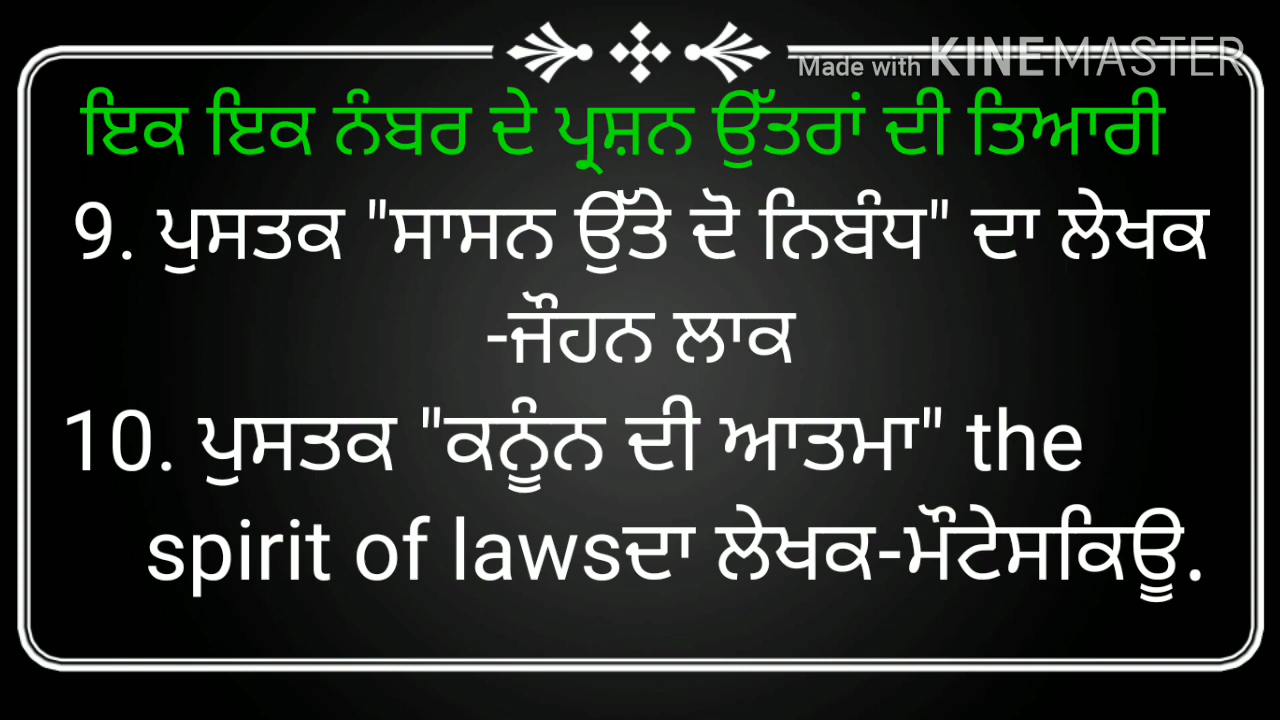 Made with KINEMASTER
ਇਕ ਇਕ ਨੰਬਰ ਦੇ ਪ੍ਰਸ਼ਨ ਉੱਤਰਾਂ ਦੀ ਤਿਆਰੀ
9. ਪੁਸਤਕ "ਸਾਸਨ ਉੱਤੇ ਦੋ ਨਿਬੰਧ" ਦਾ ਲੇਖਕ
-ਜੌਹਨ ਲਾਕ
10. ਪੁਸਤਕ "ਕਨੂੰਨ ਦੀ ਆਤਮਾ" the
spirit of lawsਦਾ ਲੇਖਕ-ਮੌਂਟੇਸਕਿਊ.